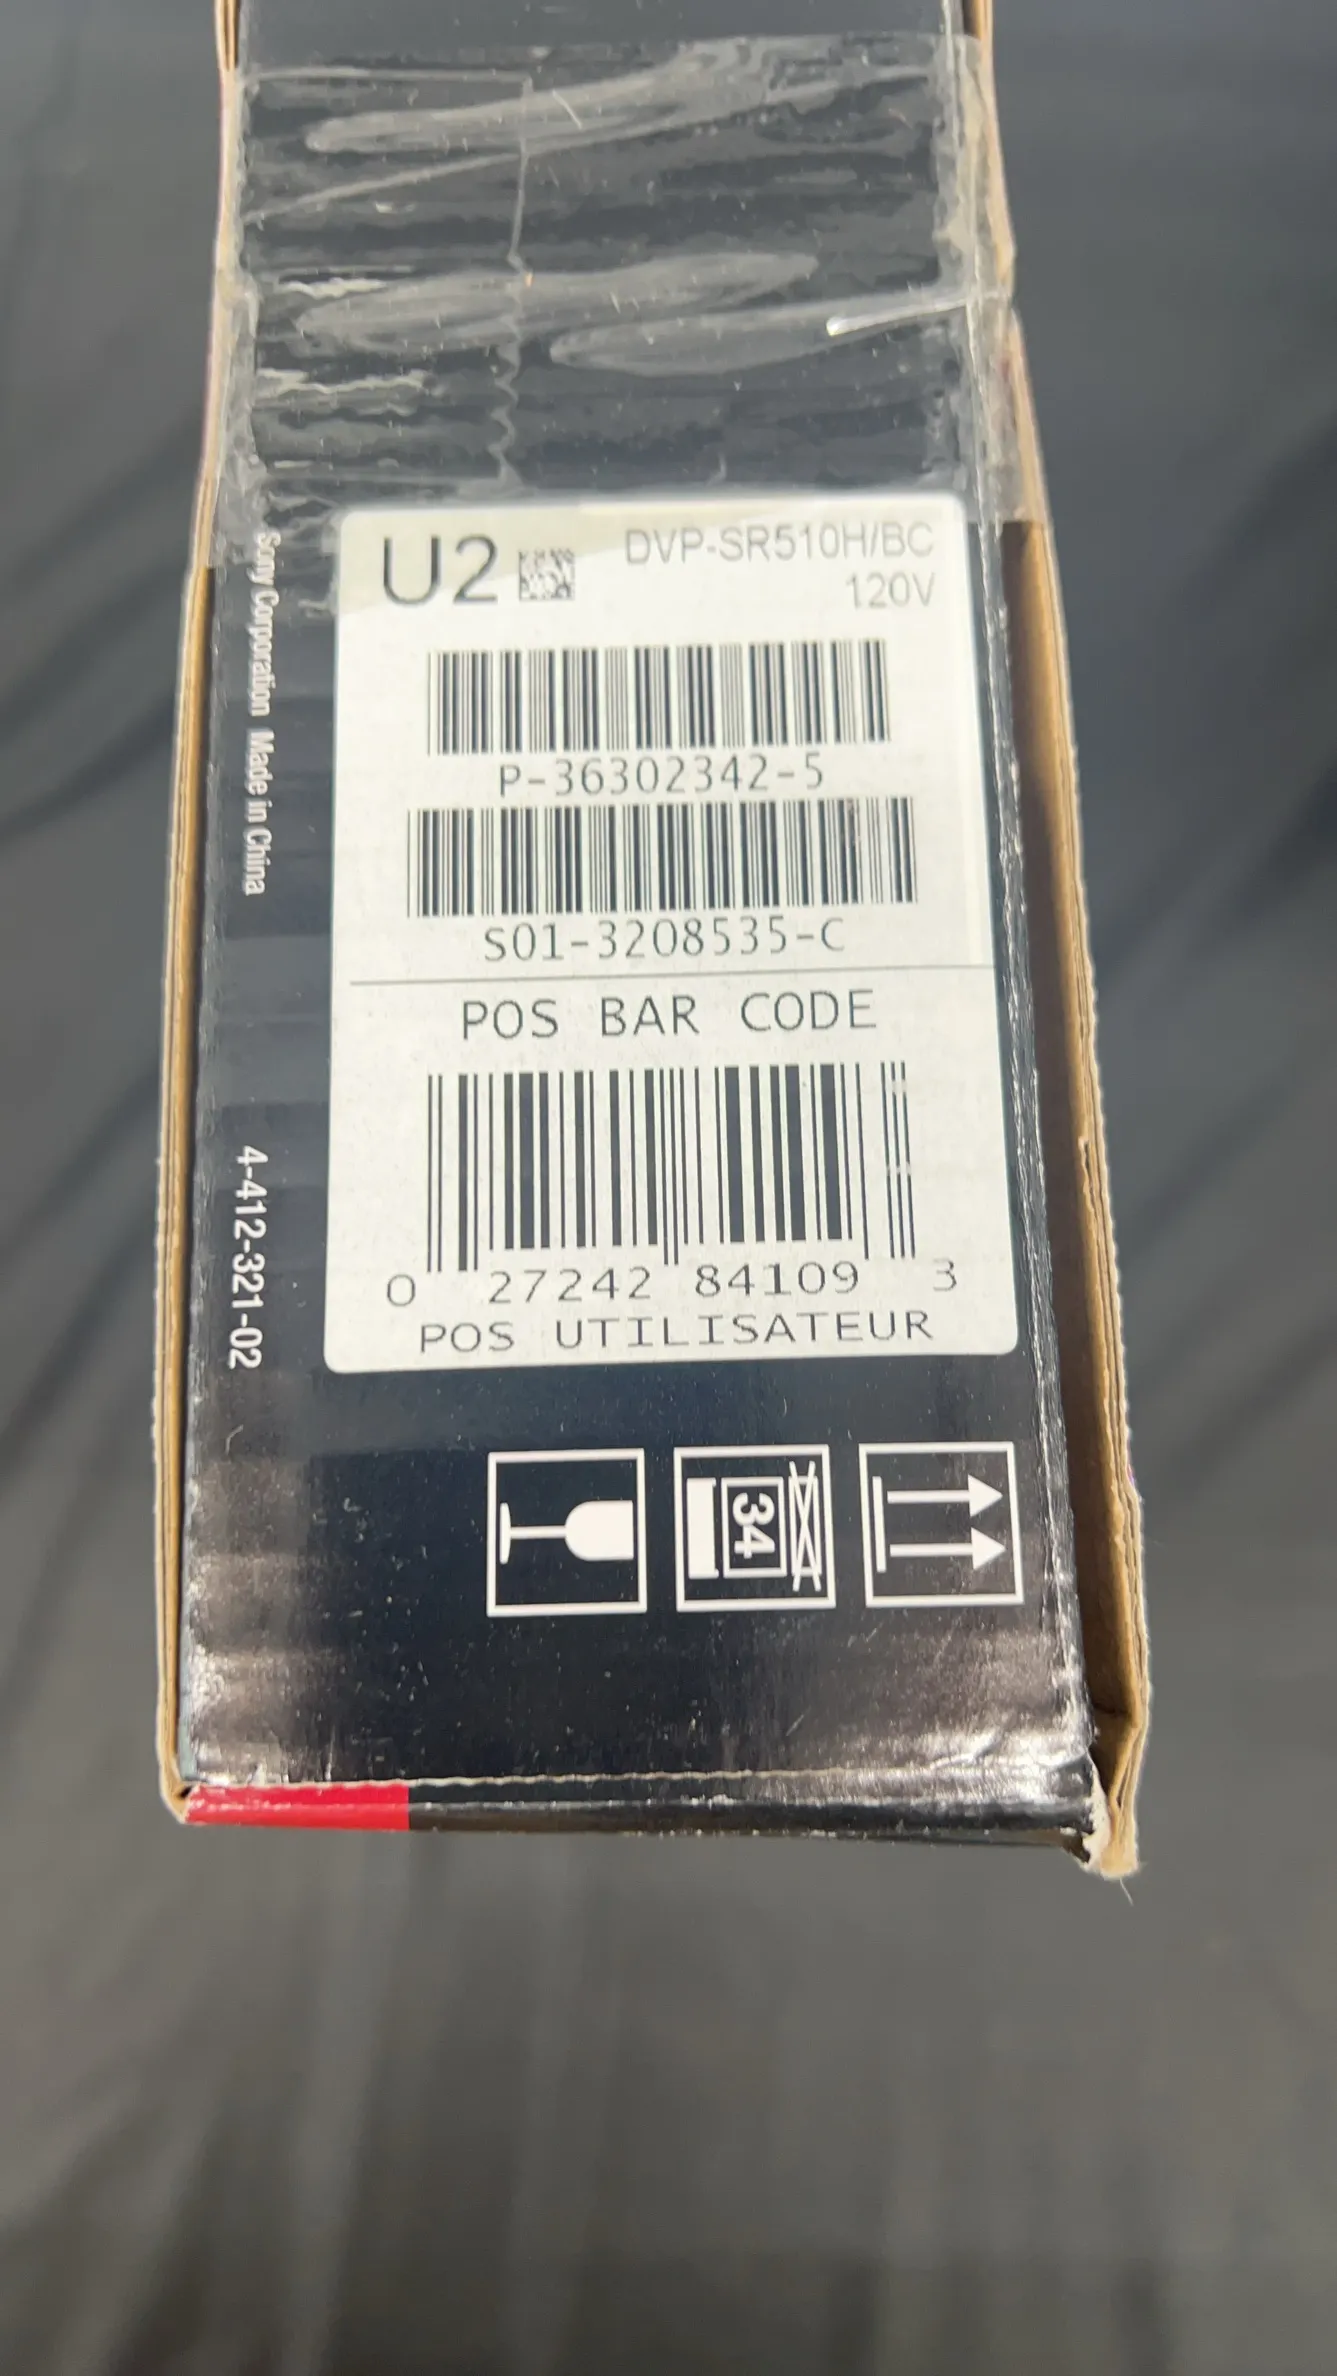 U2
DVP-SR510H/BC
120V
P-36302342-5
S01-3208535-C
POS BAR CODE
0 27242 84109 3
POS UTILISATEUR
Sony Corporation Made in China
4-412-321-02
34